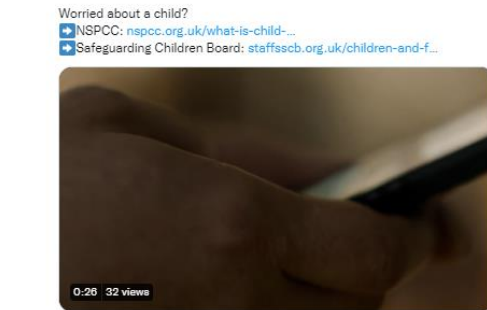 Worried about a child?
➡️NSPCC: nspcc.org.uk/what-is-child-...
➡️Safeguarding Children Board: staffsscb.org.uk/children-and-f...
0:26 32 views